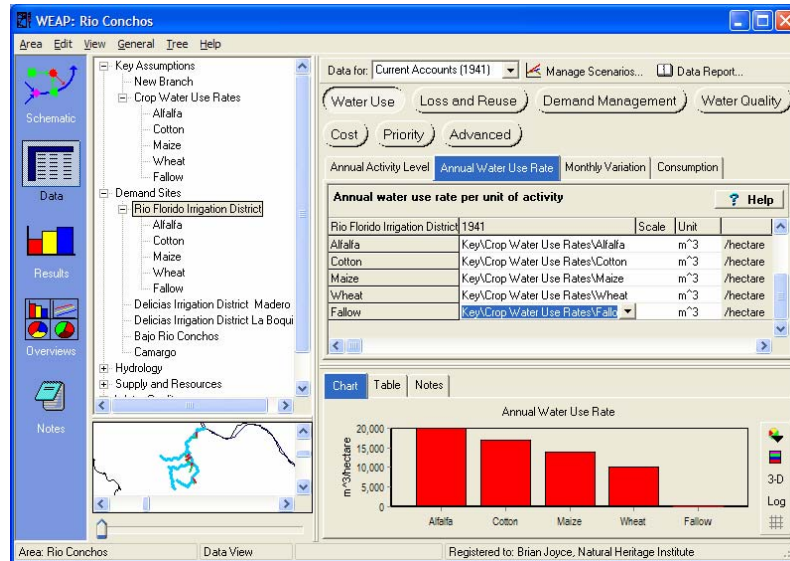 WEAP: Rio Conchos
Area Edit View General Tree Help
Schematic
Data
Results
Overviews
Notes
Key Assumptions
New Branch
Crop Water Use Rates
Alfalfa
Cotton
Maize
Wheat
Fallow
Demand Sites
Rio Florido Irrigation District
Alfalfa
Cotton
Maize
Wheat
Fallow
Delicias Irrigation District Madero
Delicias Irrigation District La Boqui
Bajo Rio Conchos
Camargo
Hydrology
Supply and Resources
Data for: Current Accounts (1941) Manage Scenarios... Data Report...
Water Use Loss and Reuse Demand Management Water Quality
Cost Priority Advanced
Annual Activity Level Annual Water Use Rate Monthly Variation Consumption
Annual water use rate per unit of activity ? Help
Rio Florido Irrigation District 1941 Scale Unit
Alfalfa Key\Crop Water Use Rates\Alfalfa m^3 /hectare
Cotton Key\Crop Water Use Rates\Cotton m^3 /hectare
Maize Key\Crop Water Use Rates\Maize m^3 /hectare
Wheat Key\Crop Water Use Rates\Wheat m^3 /hectare
Fallow Key\Crop Water Use Rates\Fallo m^3 /hectare
Chart Table Notes
Annual Water Use Rate
m^3/hectare
20,000
15,000
10,000
5,000
0
Alfalfa Cotton Maize Wheat Fallow
3-D
Log
Area: Rio Conchos Data View Registered to: Brian Joyce, Natural Heritage Institute